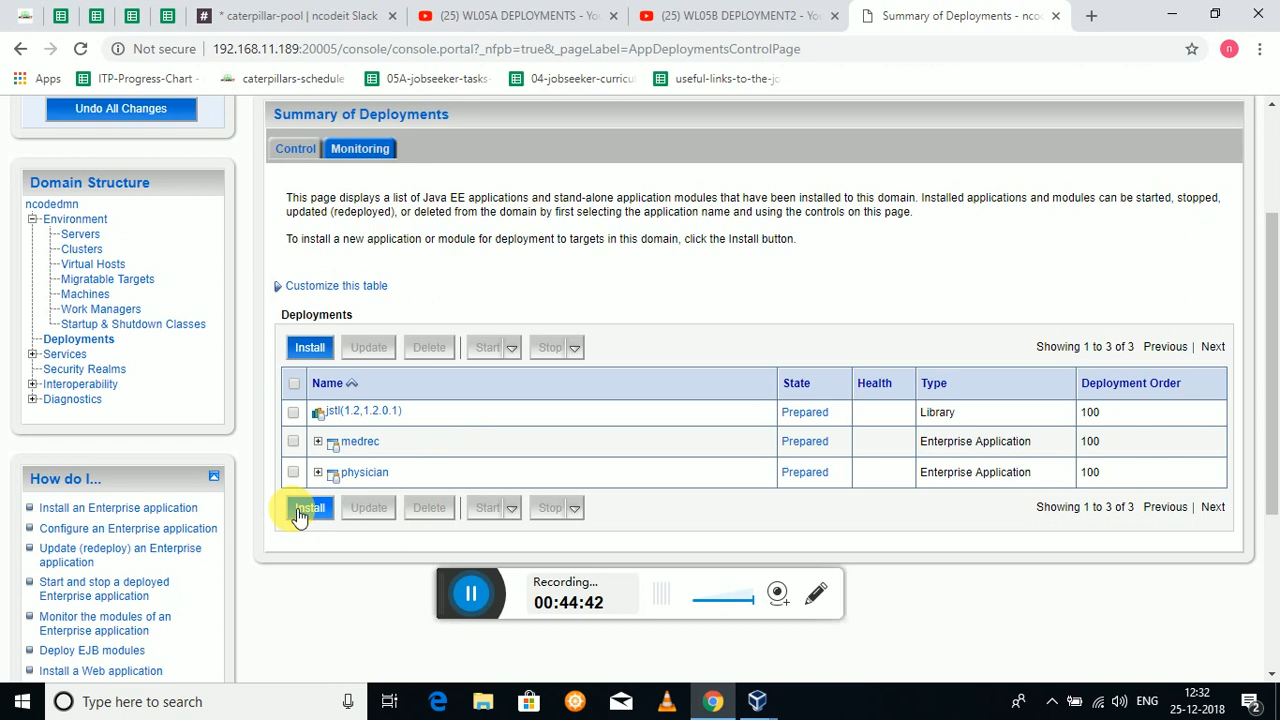 * caterpillar-pool | ncodeit Slack
(25) WL05A DEPLOYMENTS - You
(25) WL05B DEPLOYMENT2 - You
Summary of Deployments - ncod
Not secure
192.168.11.189:20005/console/console.portal?_nfpb=true&_pageLabel=AppDeploymentsControlPage
n
Apps
ITP-Progress-Chart -
caterpillars-schedule
05A-jobseeker-tasks-
04-jobseeker-curricu
useful-links-to-the-jo
Undo All Changes
Domain Structure
ncodedmn
Environment
Servers
Clusters
Virtual Hosts
Migratable Targets
Machines
Work Managers
Startup & Shutdown Classes
Deployments
Services
Security Realms
Interoperability
Diagnostics
How do I...
Install an Enterprise application
Configure an Enterprise application
Update (redeploy) an Enterprise
application
Start and stop a deployed
Enterprise application
Monitor the modules of an
Enterprise application
Deploy EJB modules
Install a Web application
Summary of Deployments
Control
Monitoring
This page displays a list of Java EE applications and stand-alone application modules that have been installed to this domain. Installed applications and modules can be started, stopped,
updated (redeployed), or deleted from the domain by first selecting the application name and using the controls on this page.
To install a new application or module for deployment to targets in this domain, click the Install button.
Customize this table
Deployments
Install Update Delete Start Stop Showing 1 to 3 of 3 Previous | Next
Name State Health Type Deployment Order
jstl(1.2,1.2.0.1) Prepared Library 100
medrec Prepared Enterprise Application 100
physician Prepared Enterprise Application 100
Install Update Delete Start Stop Showing 1 to 3 of 3 Previous | Next
Recording...
00:44:42
Type here to search
ENG
12:32
25-12-2018
2